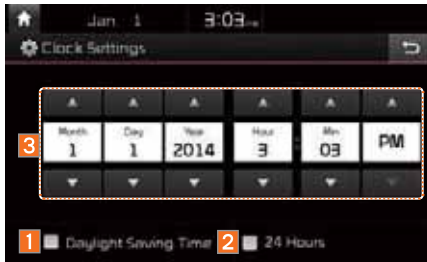 Jan 1 3:03
Clock Settings
Month Day Year Hour Min
3 1 1 2014 3 : 03 PM
1 Daylight Saving Time 2 24 Hours